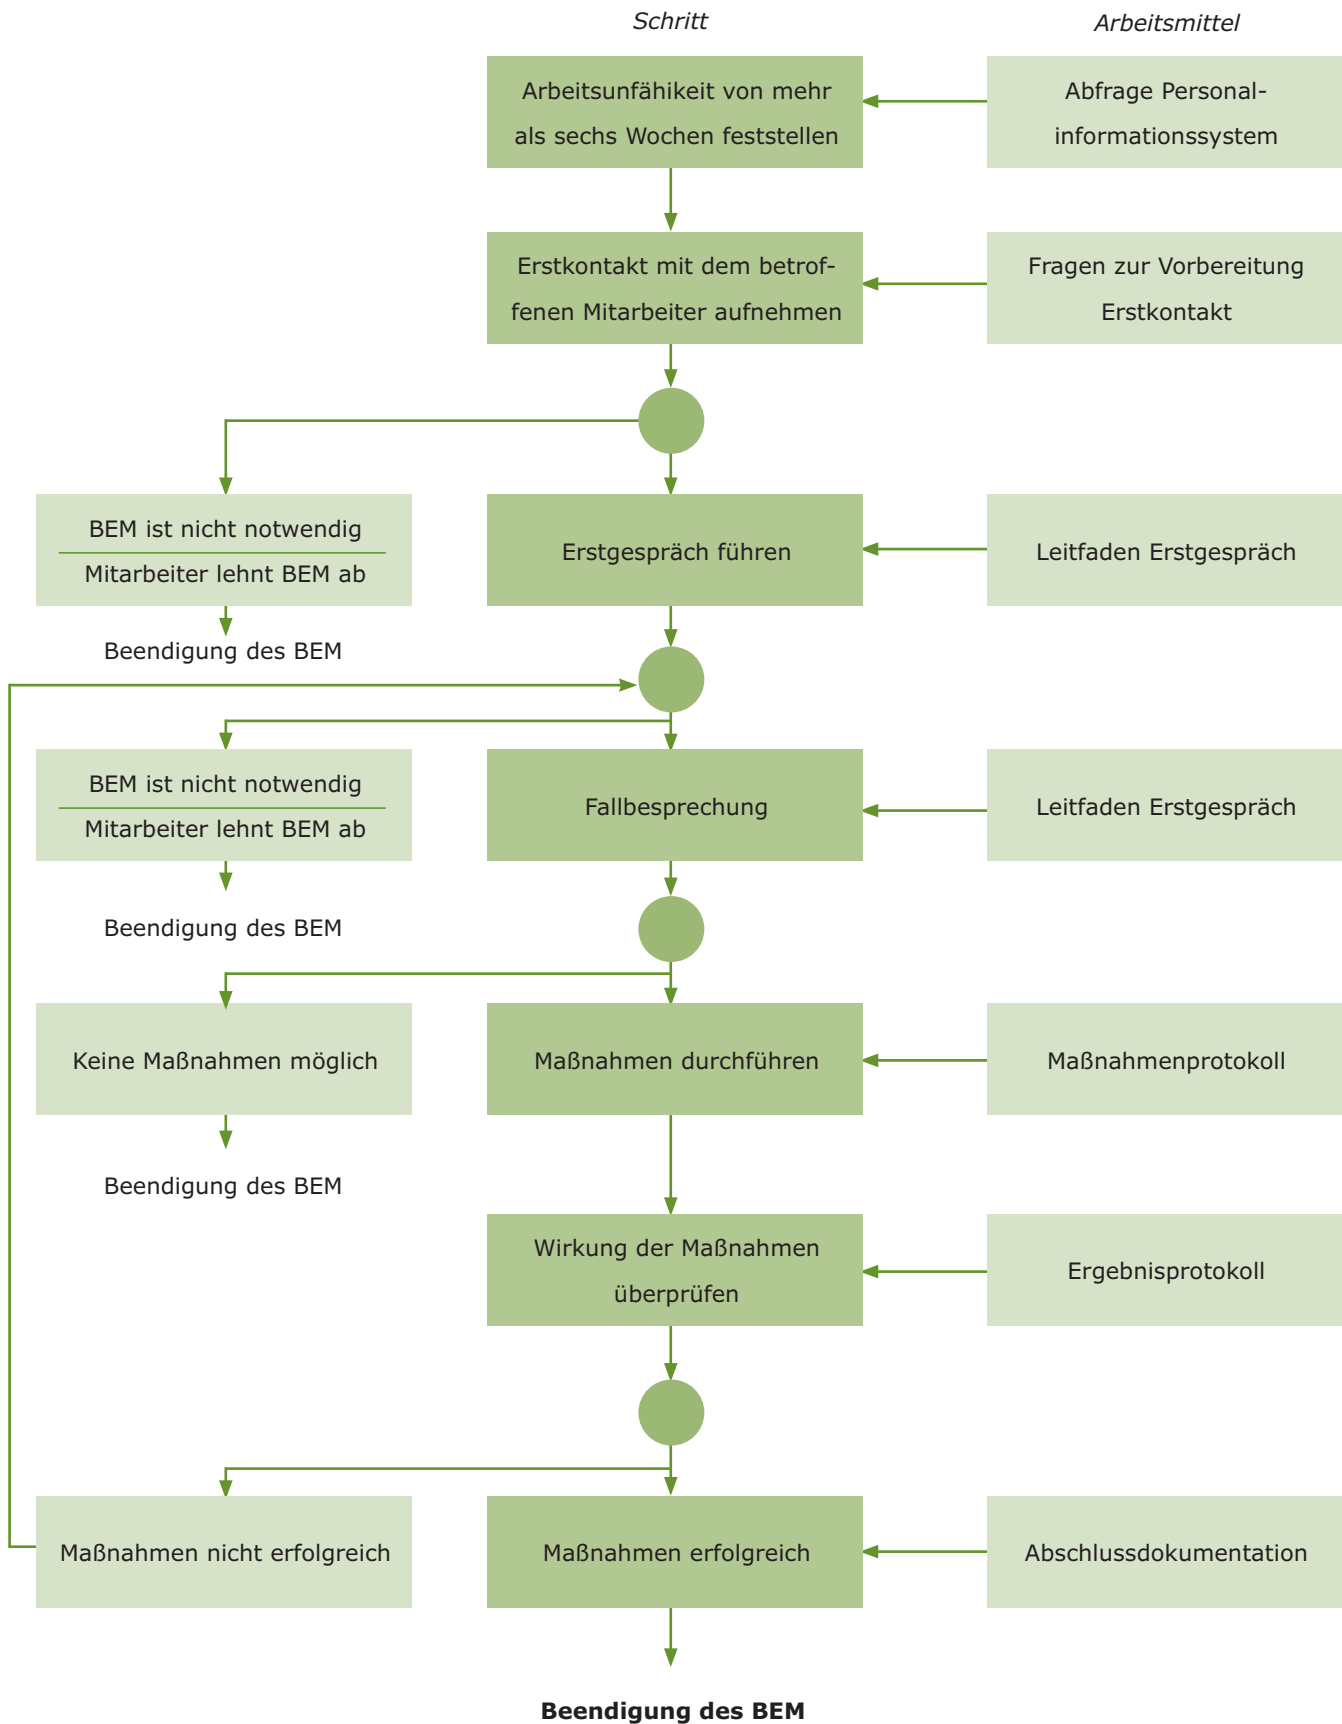 Schritt
Arbeitsmittel
Arbeitsunfähikeit von mehr
als sechs Wochen feststellen
Abfrage Personal-
informationssystem
Erstkontakt mit dem betrof-
fenen Mitarbeiter aufnehmen
Fragen zur Vorbereitung
Erstkontakt
BEM ist nicht notwendig
Mitarbeiter lehnt BEM ab
Erstgespräch führen
Leitfaden Erstgespräch
Beendigung des BEM
BEM ist nicht notwendig
Mitarbeiter lehnt BEM ab
Fallbesprechung
Leitfaden Erstgespräch
Beendigung des BEM
Keine Maßnahmen möglich
Maßnahmen durchführen
Maßnahmenprotokoll
Beendigung des BEM
Wirkung der Maßnahmen
überprüfen
Ergebnisprotokoll
Maßnahmen nicht erfolgreich
Maßnahmen erfolgreich
Abschlussdokumentation
Beendigung des BEM